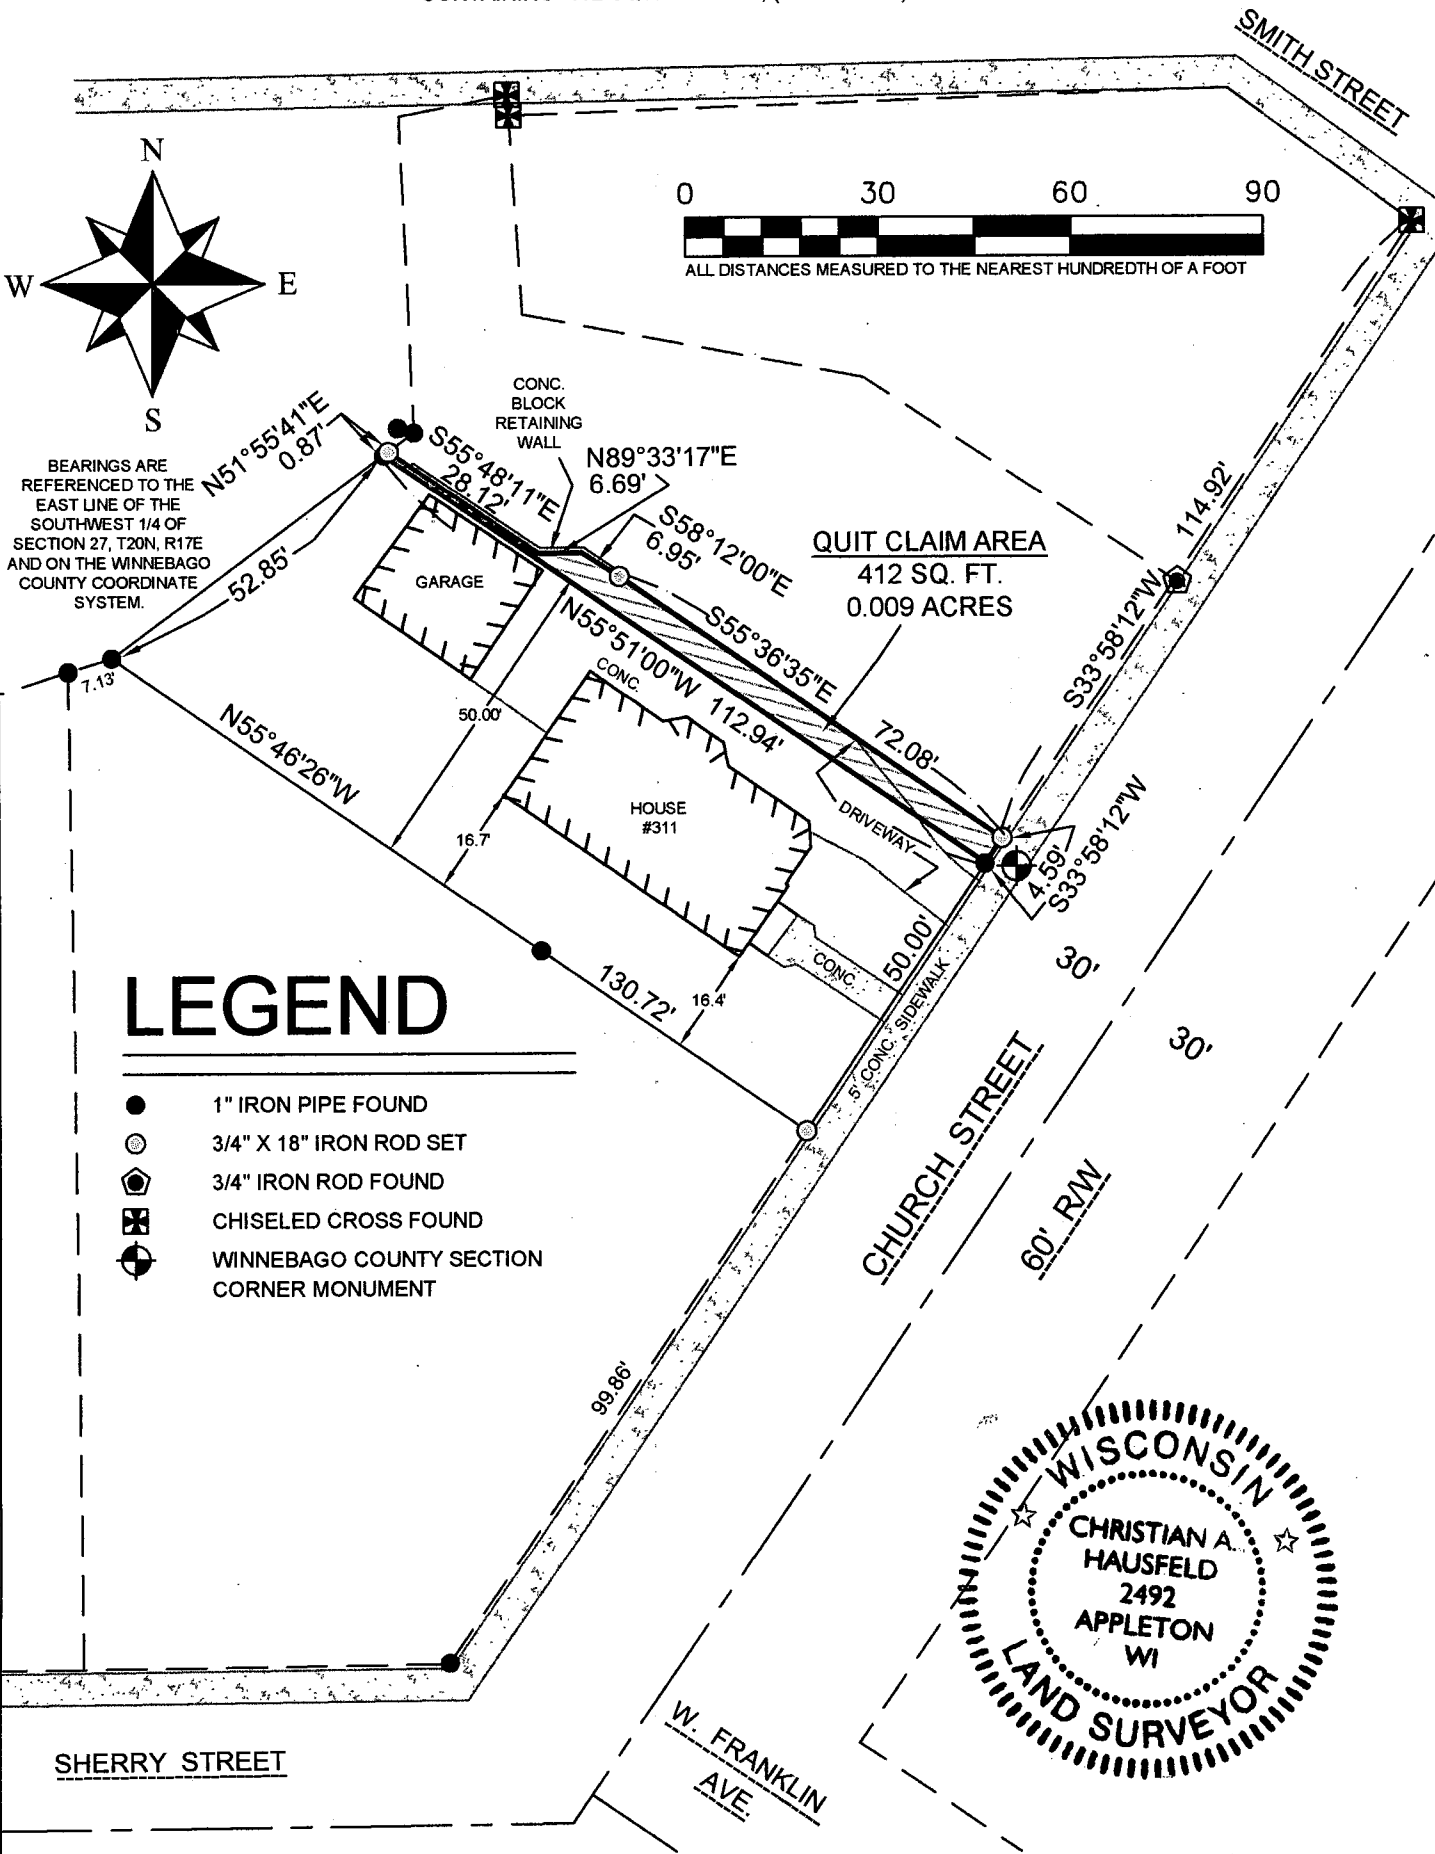 SMITH STREET
N
W
E
S
0 30 60 90
ALL DISTANCES MEASURED TO THE NEAREST HUNDREDTH OF A FOOT
BEARINGS ARE
REFERENCED TO THE
EAST LINE OF THE
SOUTHWEST 1/4 OF
SECTION 27, T20N, R17E
AND ON THE WINNEBAGO
COUNTY COORDINATE
SYSTEM.
N51°55'41"E
0.87'
CONC.
BLOCK
RETAINING
WALL
S55°48'11"E
28.12'
N89°33'17"E
6.69'
S58°12'00"E
6.95'
QUIT CLAIM AREA
412 SQ. FT.
0.009 ACRES
114.92'
S33°58'12"W
52.85'
GARAGE
S55°36'35"E
72.08'
N55°51'00"W 112.94'
CONC.
7.13'
50.00'
N55°46'26"W
130.72'
HOUSE
#311
16.7'
16.4'
DRIVEWAY
4.59'
S33°58'12"W
50.00'
CONC.
5' CONC. SIDEWALK
30'
30'
CHURCH STREET
60' R/W
LEGEND
1" IRON PIPE FOUND
3/4" X 18" IRON ROD SET
3/4" IRON ROD FOUND
CHISELED CROSS FOUND
WINNEBAGO COUNTY SECTION
CORNER MONUMENT
99.86'
WISCONSIN
CHRISTIAN A.
HAUSFELD
2492
APPLETON
WI
LAND SURVEYOR
SHERRY STREET
W. FRANKLIN
AVE.